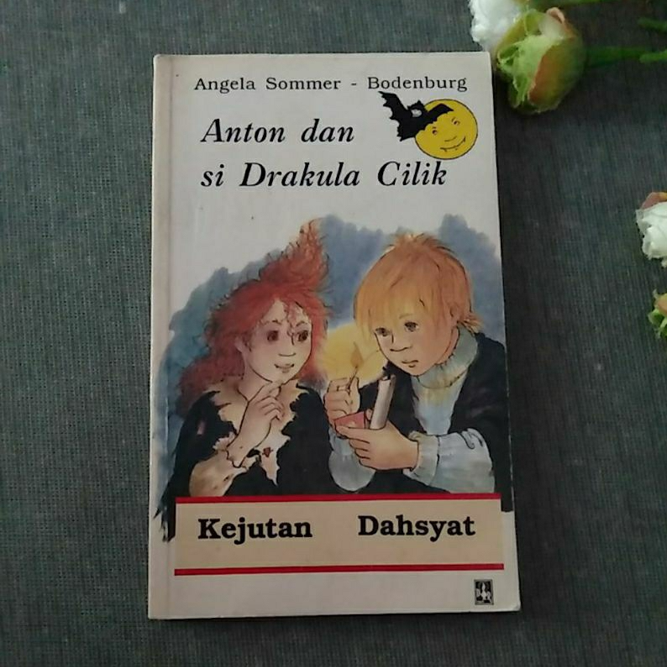 Angela Sommer - Bodenburg
Anton dan
si Drakula Cilik
Kejutan Dahsyat